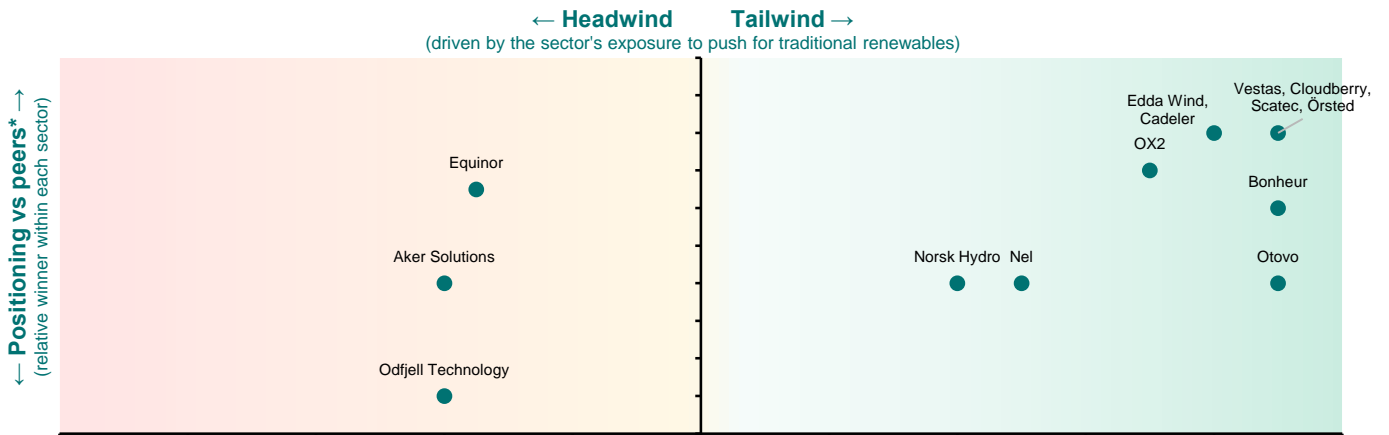 ← Headwind Tailwind →
(driven by the sector's exposure to push for traditional renewables)
← Positioning vs peers* →
(relative winner within each sector)
Vestas, Cloudberry,
Scatec, Örsted
Edda Wind,
Cadeler
OX2
Equinor
Bonheur
Aker Solutions
Norsk Hydro
Nel
Otovo
Odfjell Technology